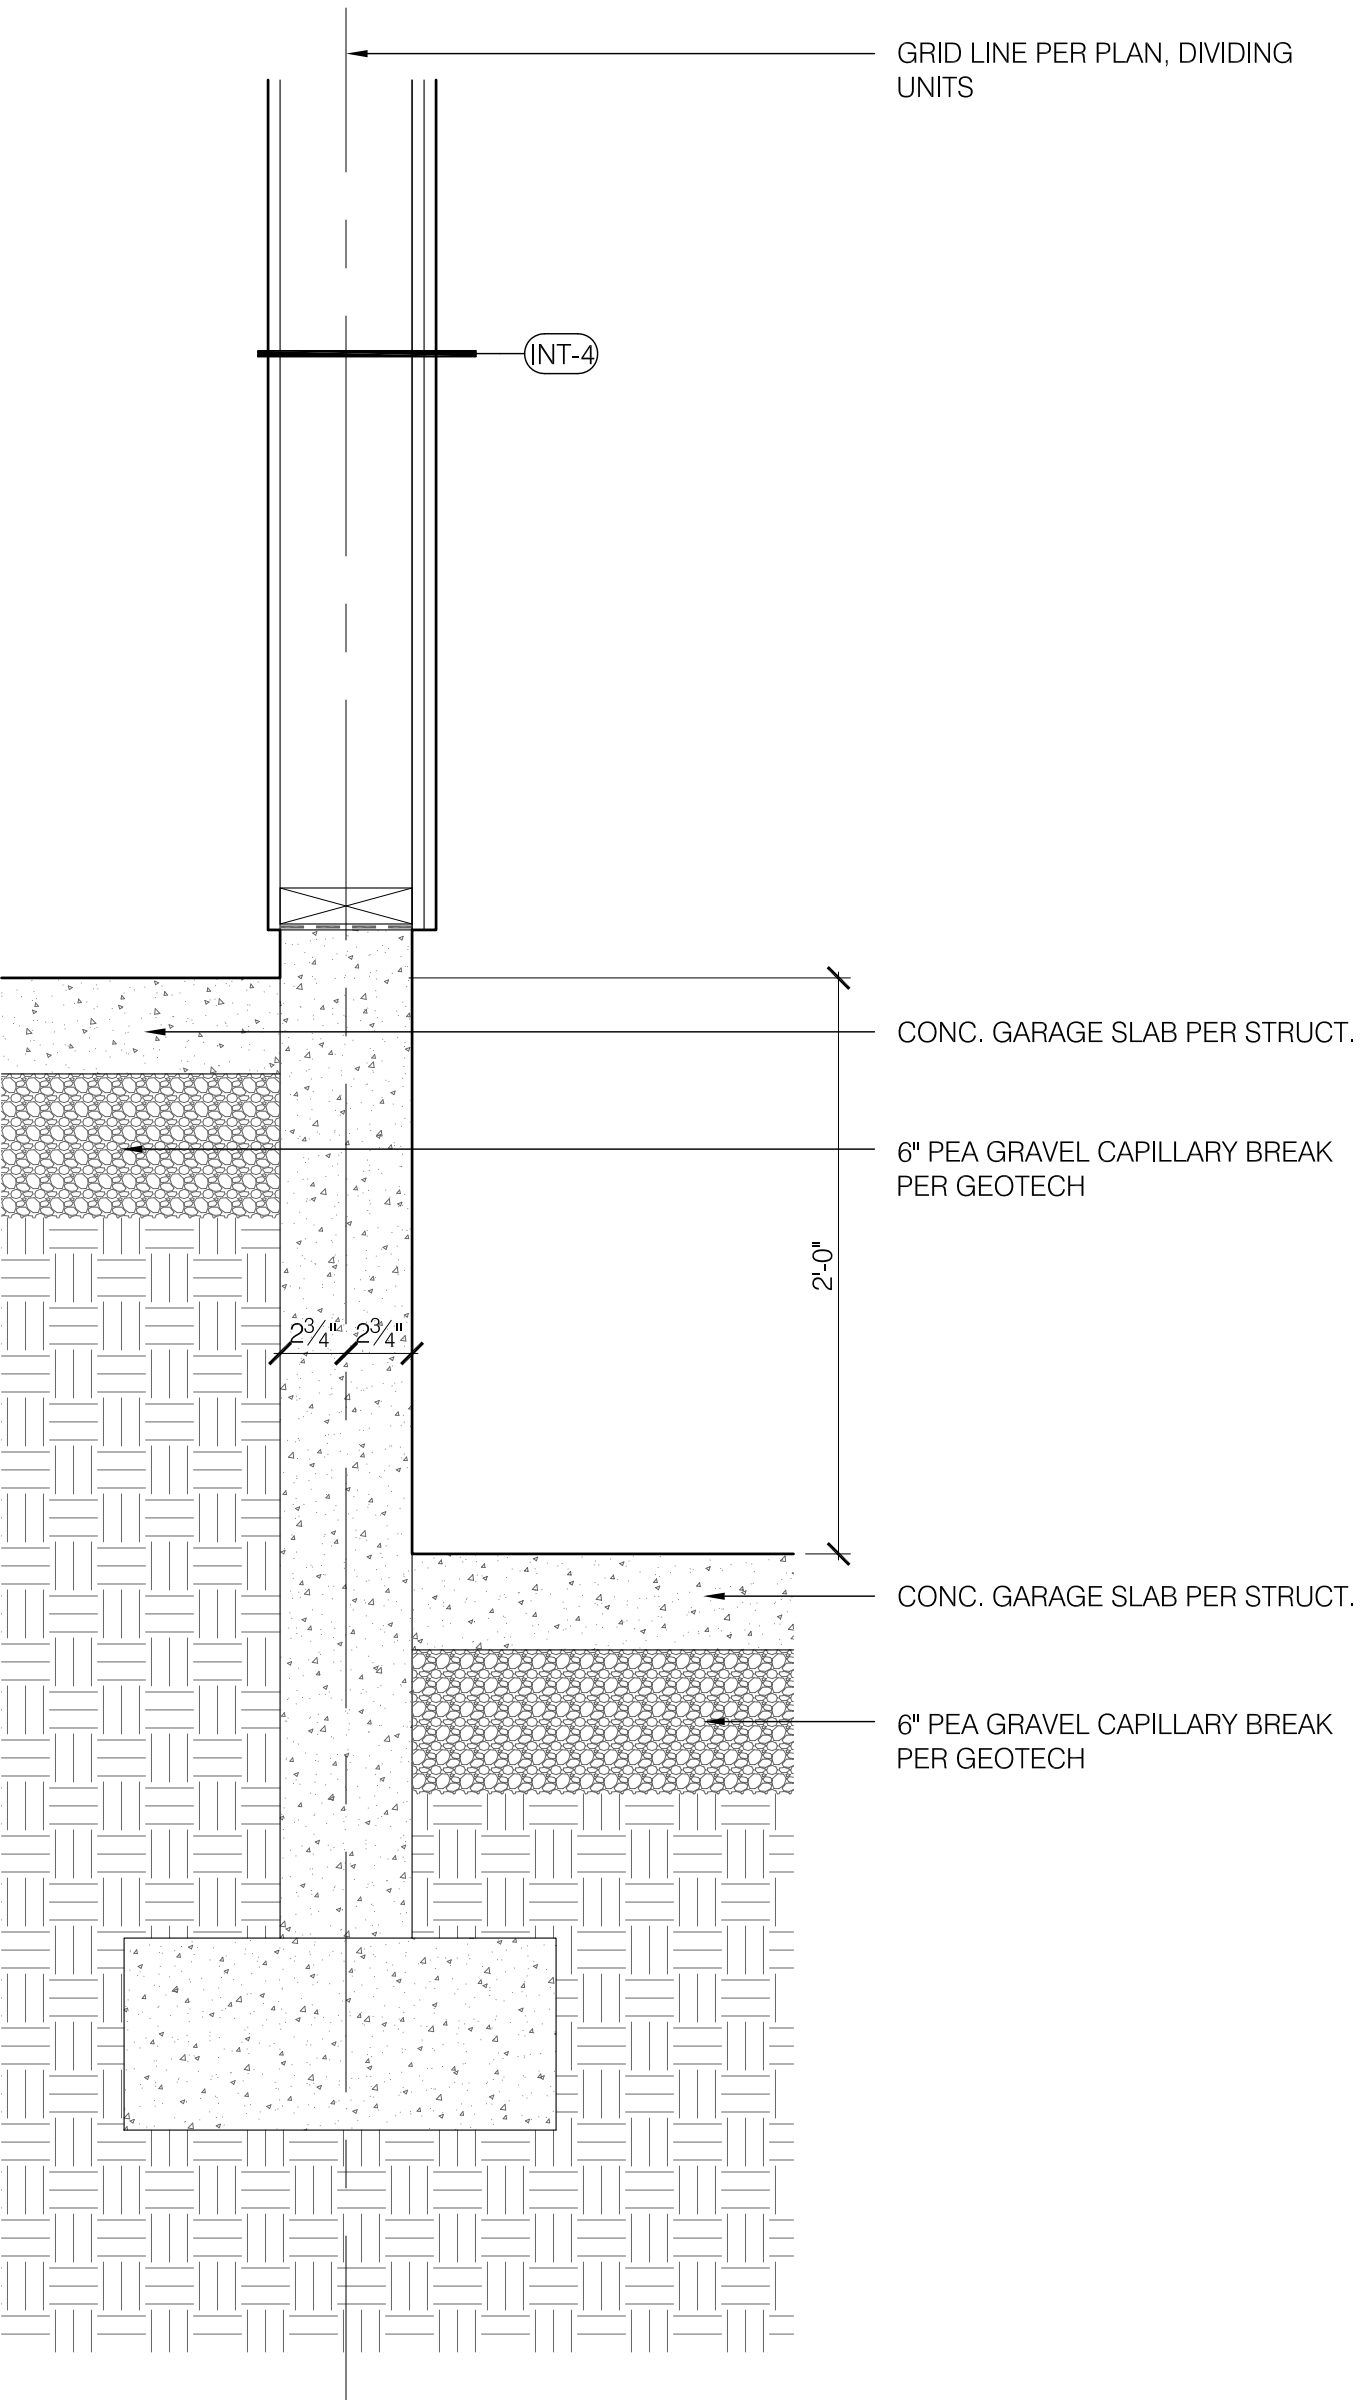 GRID LINE PER PLAN, DIVIDING
UNITS
INT-4
CONC. GARAGE SLAB PER STRUCT.
6" PEA GRAVEL CAPILLARY BREAK
PER GEOTECH
2'-0"
2¾" 2¾"
CONC. GARAGE SLAB PER STRUCT.
6" PEA GRAVEL CAPILLARY BREAK
PER GEOTECH